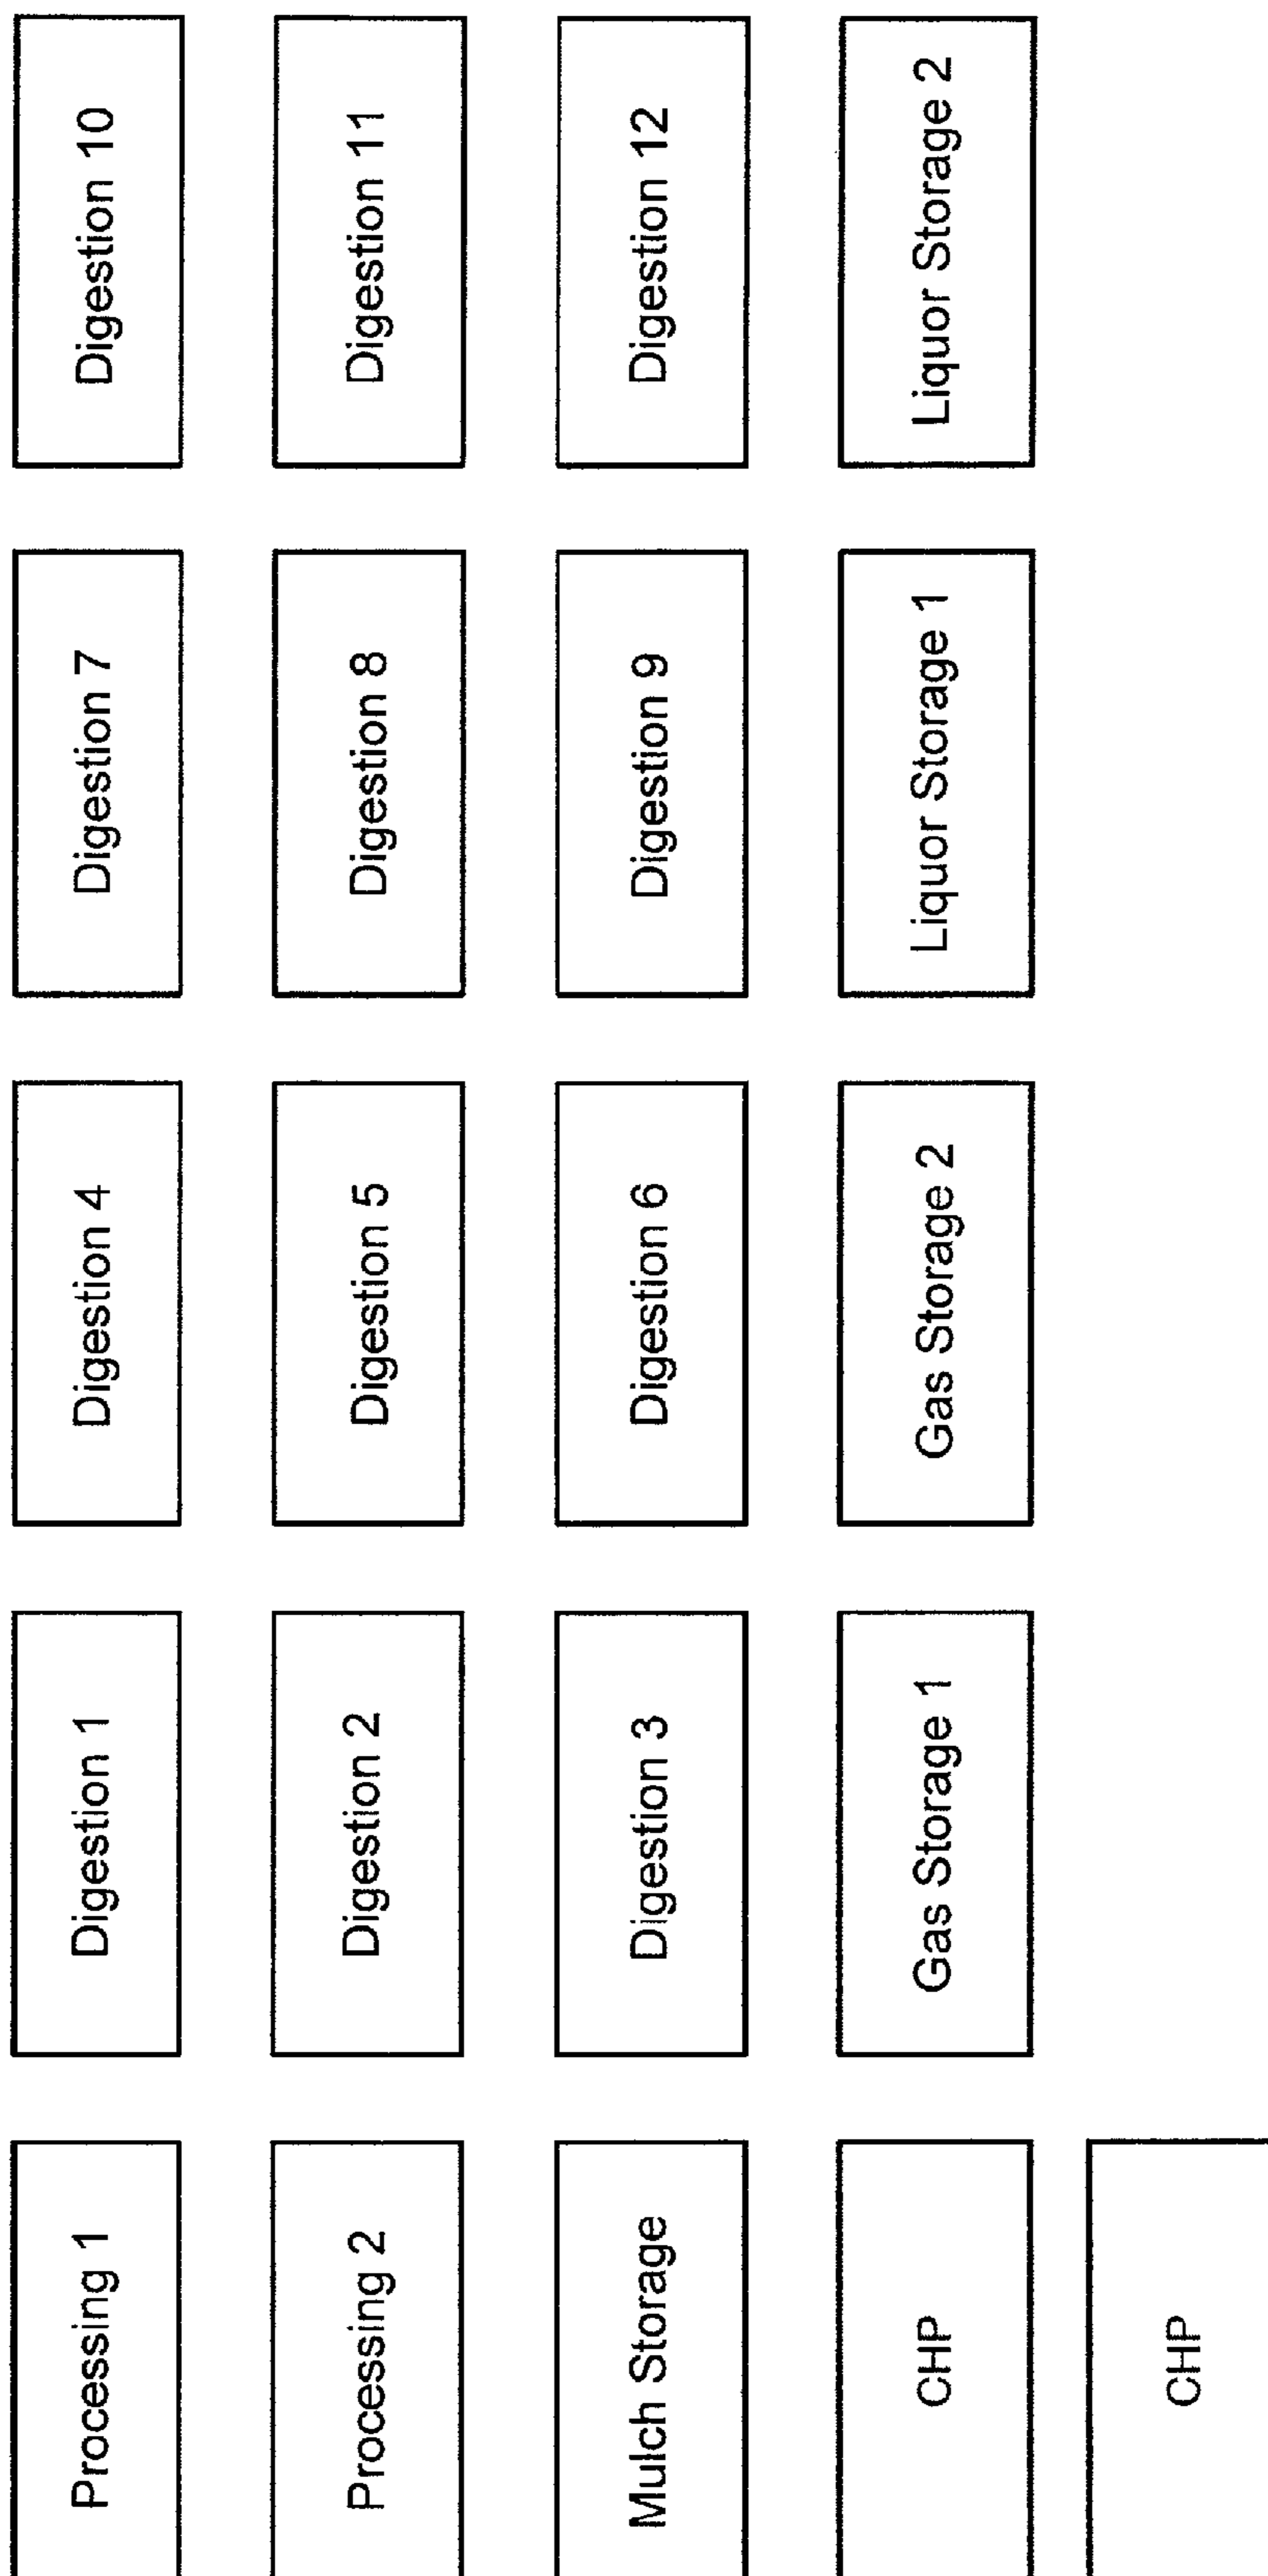 Processing 1
Digestion 1
Digestion 4
Digestion 7
Digestion 10
Processing 2
Digestion 2
Digestion 5
Digestion 8
Digestion 11
Mulch Storage
Digestion 3
Digestion 6
Digestion 9
Digestion 12
CHP
Gas Storage 1
Gas Storage 2
Liquor Storage 1
Liquor Storage 2
CHP